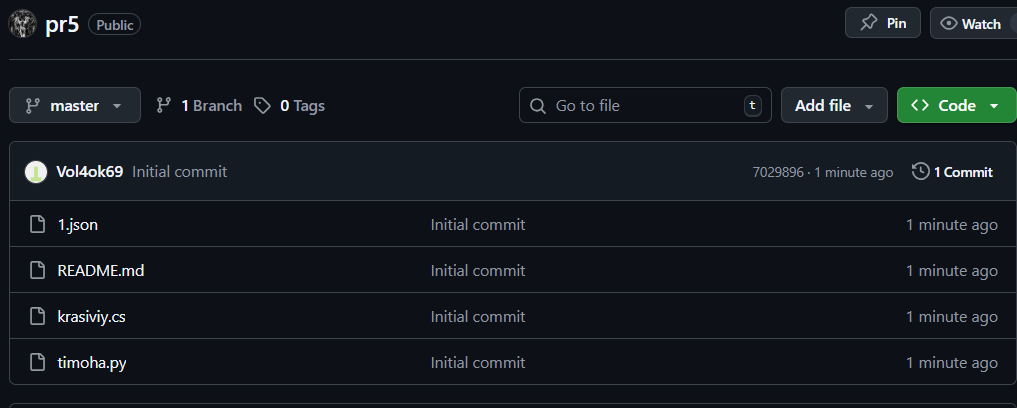 pr5 Public Pin Watch
master 1 Branch 0 Tags Go to file t Add file Code
Vol4ok69 Initial commit 7029896 · 1 minute ago 1 Commit
1.json Initial commit 1 minute ago
README.md Initial commit 1 minute ago
krasiviy.cs Initial commit 1 minute ago
timoha.py Initial commit 1 minute ago